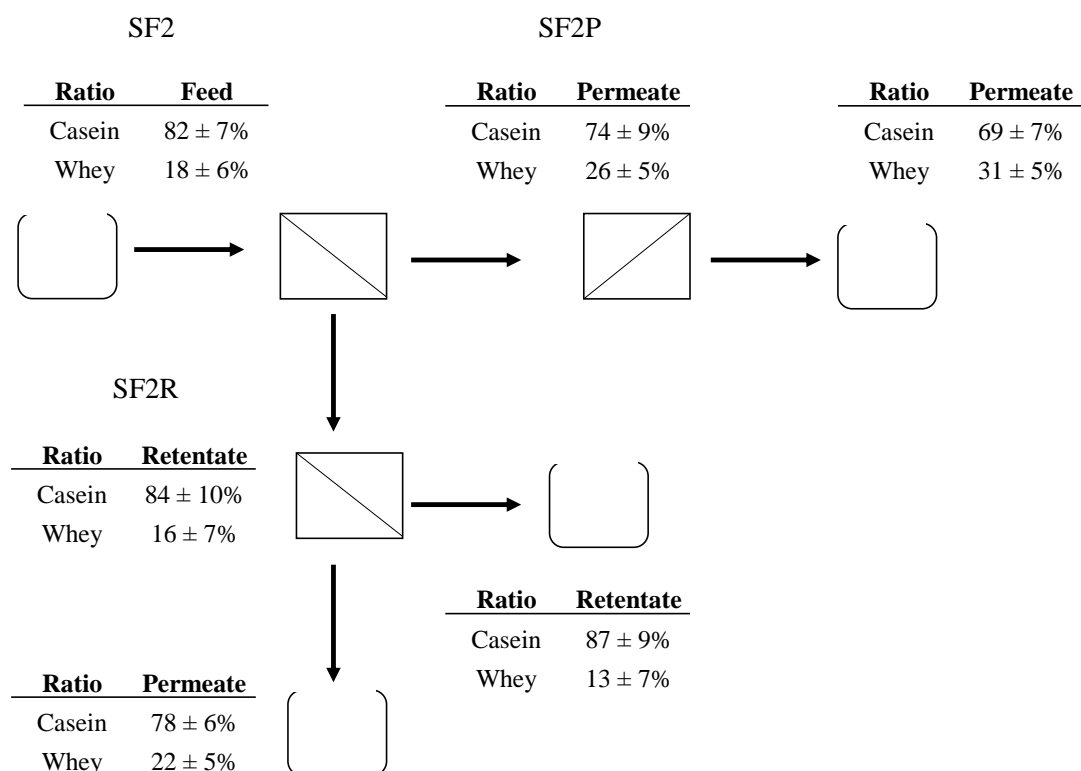 SF2
Ratio Feed
Casein 82 ± 7%
Whey 18 ± 6%
SF2P
Ratio Permeate
Casein 74 ± 9%
Whey 26 ± 5%
Ratio Permeate
Casein 69 ± 7%
Whey 31 ± 5%
SF2R
Ratio Retentate
Casein 84 ± 10%
Whey 16 ± 7%
Ratio Retentate
Casein 87 ± 9%
Whey 13 ± 7%
Ratio Permeate
Casein 78 ± 6%
Whey 22 ± 5%